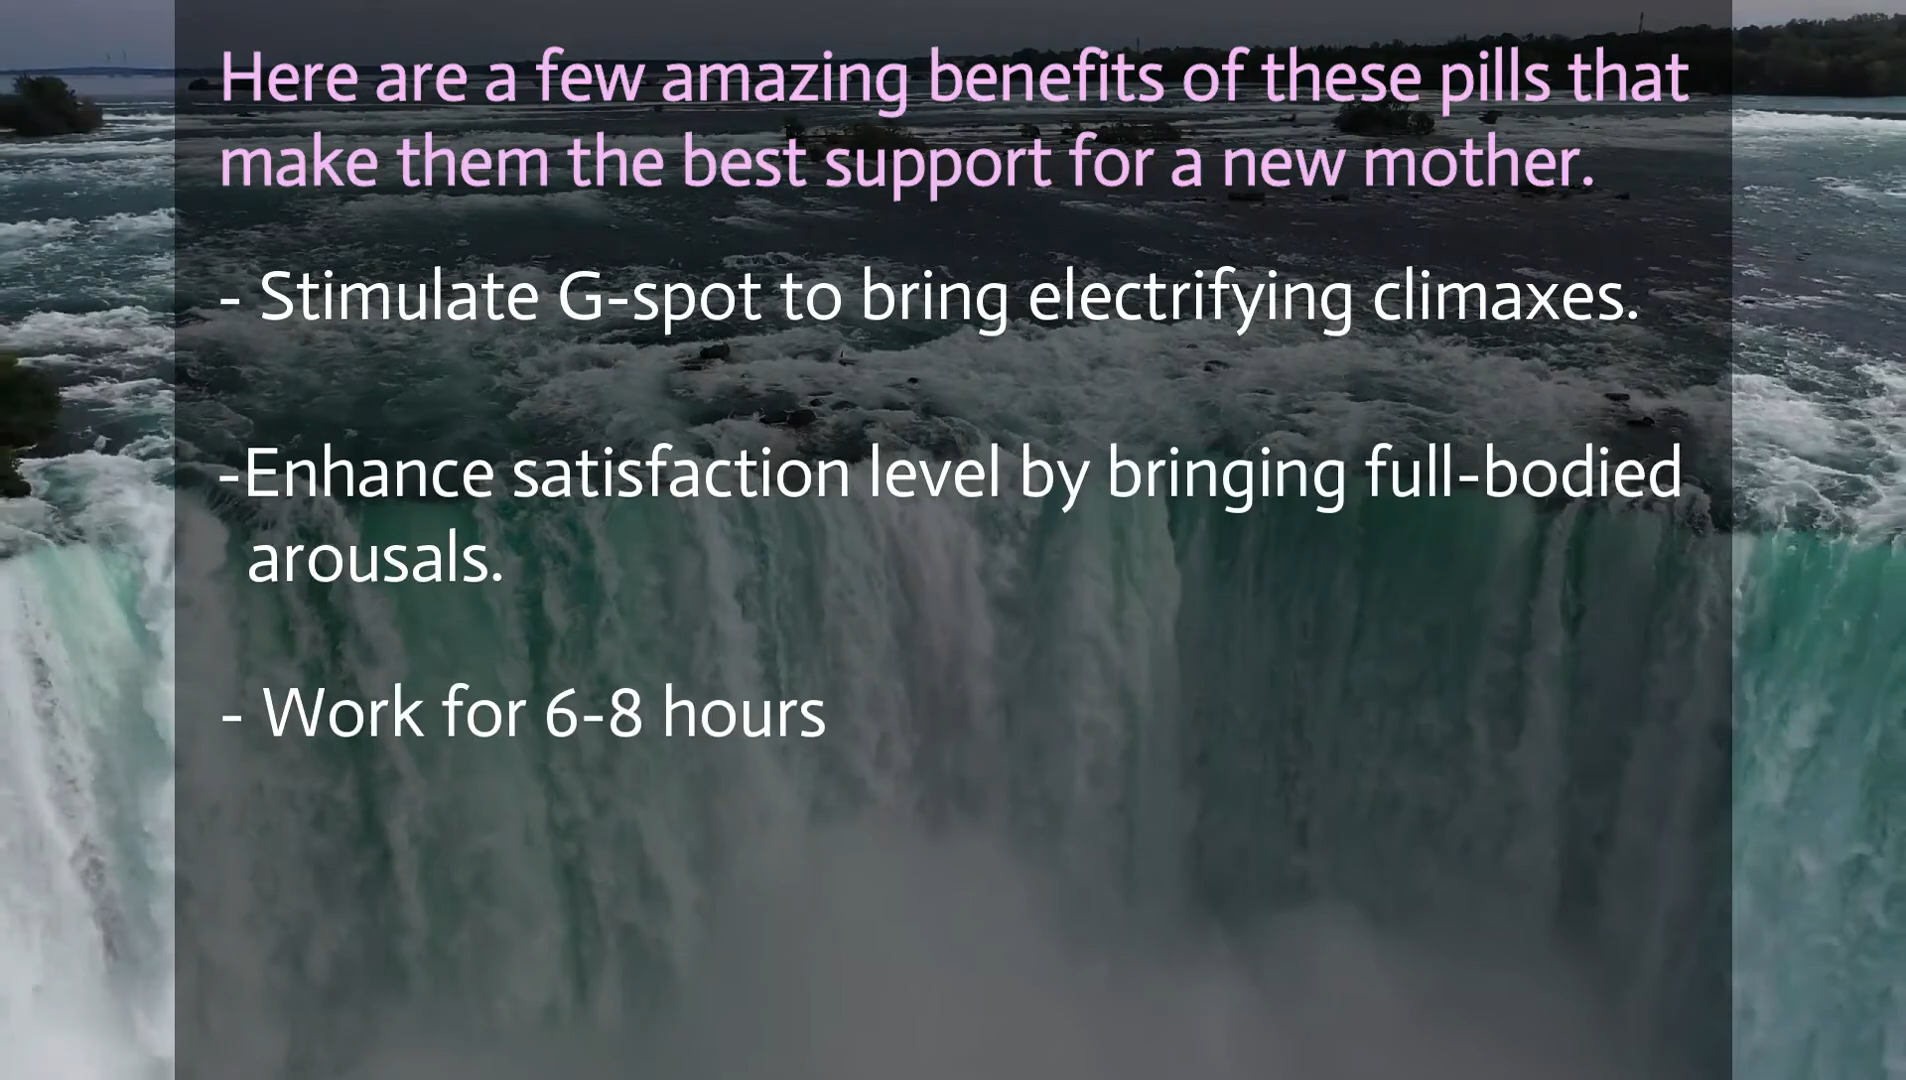 Here are a few amazing benefits of these pills that
make them the best support for a new mother.
- Stimulate G-spot to bring electrifying climaxes.
-Enhance satisfaction level by bringing full-bodied
arousals.
- Work for 6-8 hours